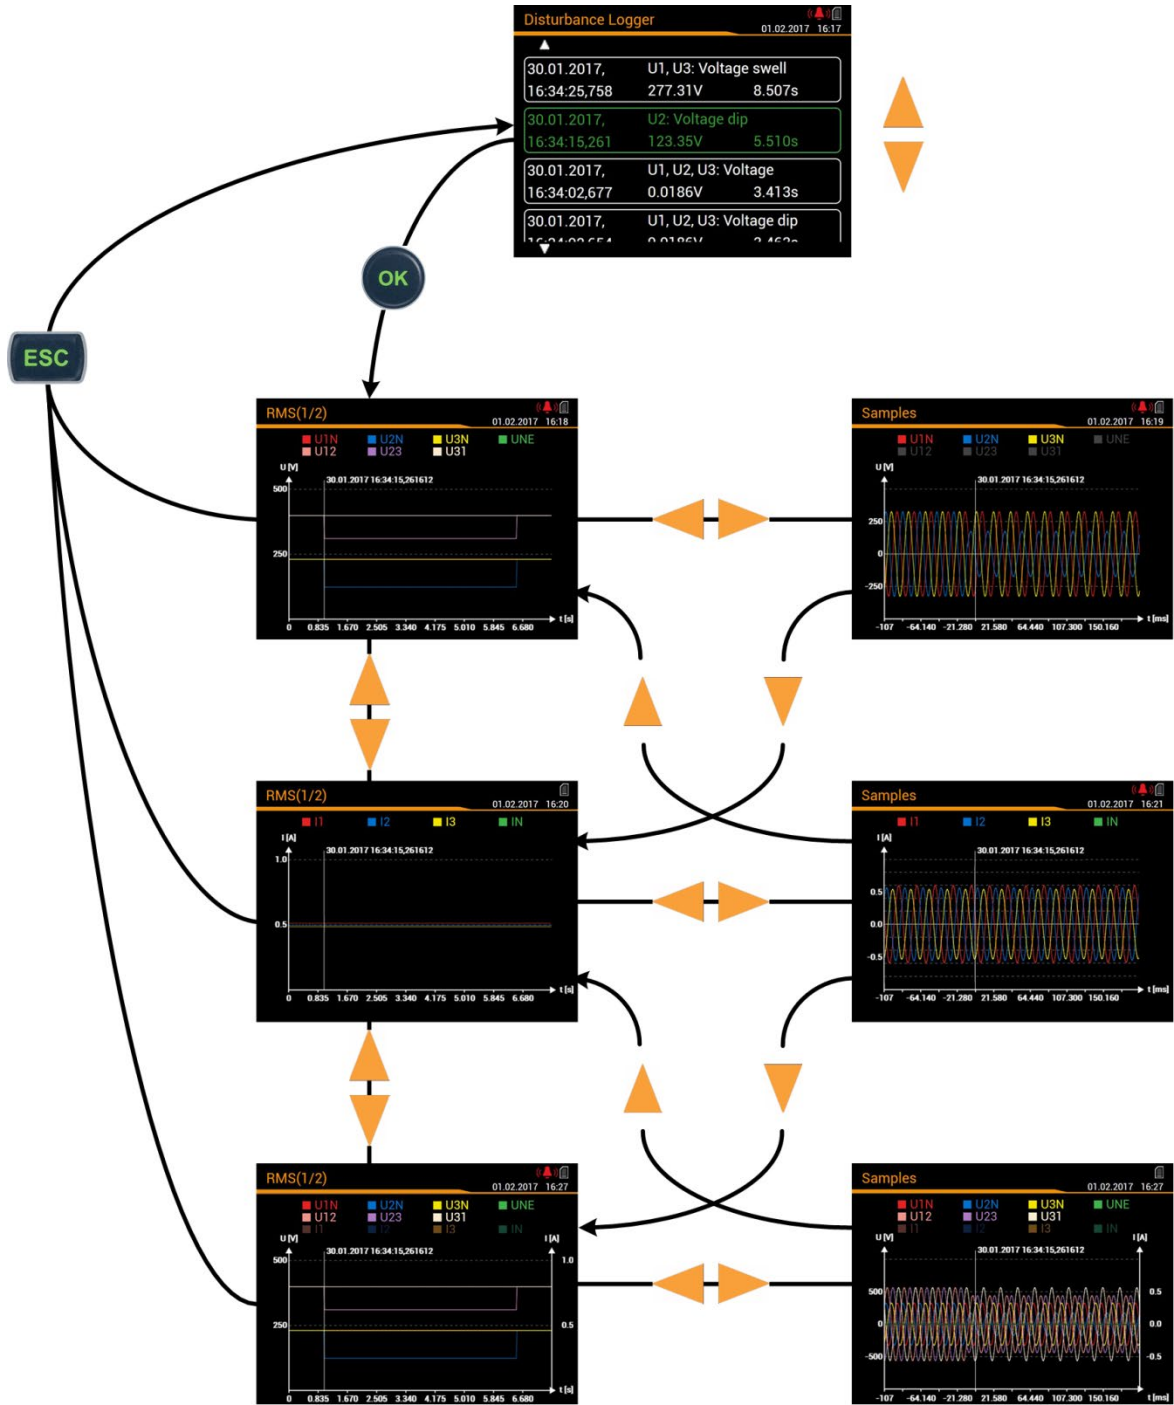 Disturbance Logger
01.02.2017 16:17
30.01.2017, U1, U3: Voltage swell
16:34:25,758 277.31V 8.507s
30.01.2017, U2: Voltage dip
16:34:15,261 123.35V 5.510s
30.01.2017, U1, U2, U3: Voltage
16:34:02,677 0.0186V 3.413s
30.01.2017, U1, U2, U3: Voltage dip
OK
ESC
RMS(1/2)
01.02.2017 16:18
U1N U2N U3N UNE
U12 U23 U31
U [V]
30.01.2017 16:34:15,261612
500
250
0 0.835 1.670 2.505 3.340 4.175 5.010 5.845 6.680 t [s]
Samples
01.02.2017 16:19
U1N U2N U3N UNE
U12 U23 U31
U [V]
30.01.2017 16:34:15,261612
250
0
-250
-107 -64.140 -21.280 21.580 64.440 107.300 150.160 t [ms]
RMS(1/2)
01.02.2017 16:20
I1 I2 I3 IN
I [A]
30.01.2017 16:34:15,261612
1.0
0.5
0 0.835 1.670 2.505 3.340 4.175 5.010 5.845 6.680 t [s]
Samples
01.02.2017 16:21
I1 I2 I3 IN
I [A]
30.01.2017 16:34:15,261612
0.5
0.0
-0.5
-107 -64.140 -21.280 21.580 64.440 107.300 150.160 t [ms]
RMS(1/2)
01.02.2017 16:27
U1N U2N U3N UNE
U12 U23 U31
I1 I2 I3 IN
U [V] I [A]
30.01.2017 16:34:15,261612
500 1.0
250 0.5
0 0.835 1.670 2.505 3.340 4.175 5.010 5.845 6.680 t [s]
Samples
01.02.2017 16:27
U1N U2N U3N UNE
U12 U23 U31
I1 I2 I3 IN
U [V] I [A]
30.01.2017 16:34:15,261612
500 0.5
0 0.0
-500 -0.5
-107 -64.140 -21.280 21.580 64.440 107.300 150.160 t [ms]